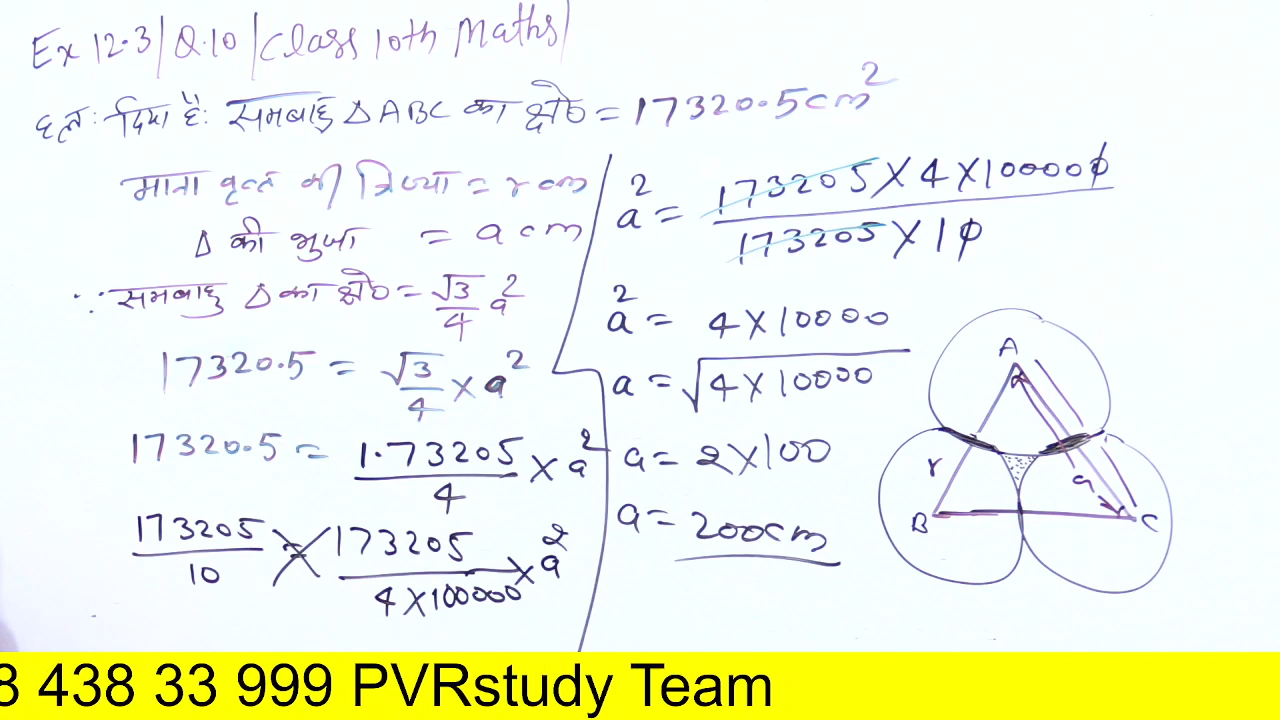 Ex 12.3 | Q.10 | Class 10th Maths |
हल: दिया है: समबाहु Δ ABC का क्षे० = 17320.5 cm²
माना वृत्त की त्रिज्या = r cm
Δ की भुजा = a cm
∵ समबाहु Δ का क्षे० = √3/4 a²
17320.5 = √3/4 × a²
17320.5 = 1.73205/4 × a²
173205/10 = 173205/4×100000 × a²
a² = 173205 × 4 × 100000 / 173205 × 10
a² = 4 × 10000
a = √4 × 10000
a = 2 × 100
a = 200 cm
A
r
a
B
C
8 438 33 999 PVRstudy Team